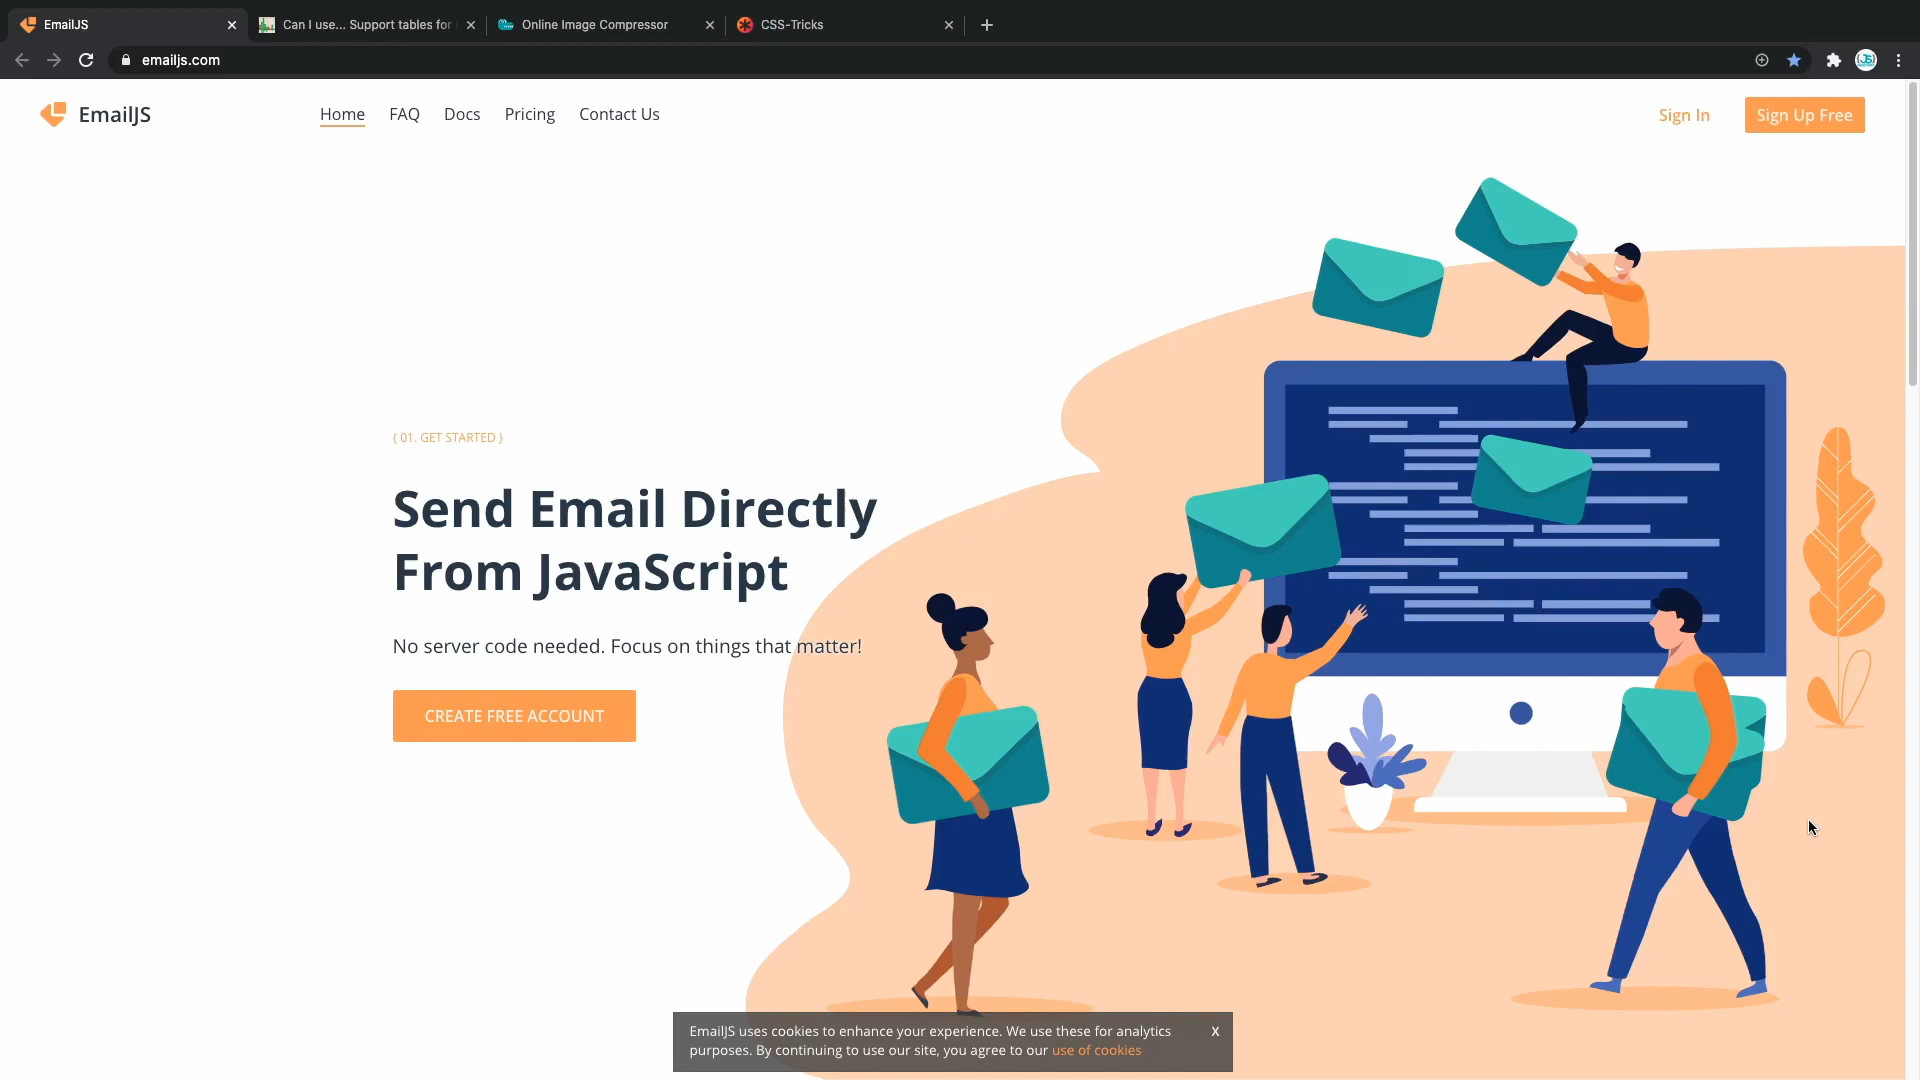 EmailJS
Can I use... Support tables for
Online Image Compressor
CSS-Tricks
emailjs.com
EmailJS
Home
FAQ
Docs
Pricing
Contact Us
Sign In
Sign Up Free
{ 01. GET STARTED }
Send Email Directly
From JavaScript
No server code needed. Focus on things that matter!
CREATE FREE ACCOUNT
EmailJS uses cookies to enhance your experience. We use these for analytics
purposes. By continuing to use our site, you agree to our use of cookies
X